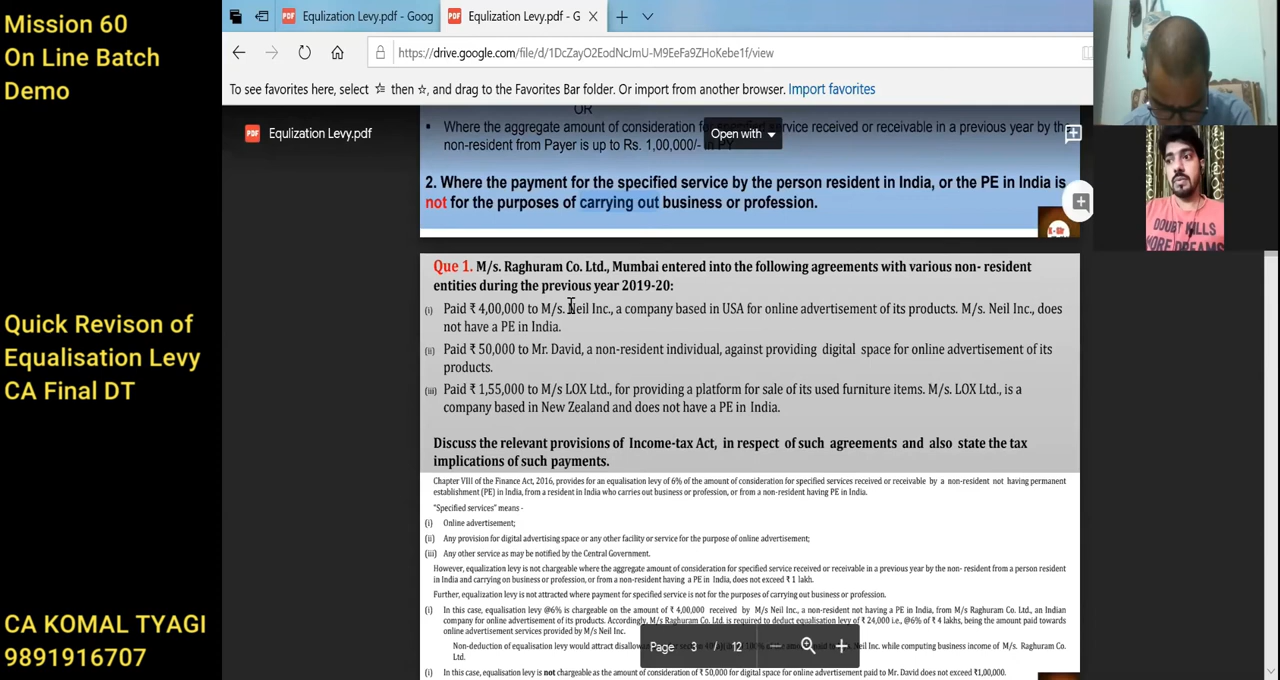 Mission 60
On Line Batch
Demo
Quick Revison of
Equalisation Levy
CA Final DT
CA KOMAL TYAGI
9891916707
Equlization Levy.pdf - Goog
Equlization Levy.pdf - G
https://drive.google.com/file/d/1DcZayO2EodNcJmU-M9EeFa9ZHoKebe1f/view
To see favorites here, select then , and drag to the Favorites Bar folder. Or import from another browser. Import favorites
Equlization Levy.pdf
Open with
OR
• Where the aggregate amount of consideration for service received or receivable in a previous year by the
non-resident from Payer is up to Rs. 1,00,000/- in PY
2. Where the payment for the specified service by the person resident in India, or the PE in India is
not for the purposes of carrying out business or profession.
Que 1. M/s. Raghuram Co. Ltd., Mumbai entered into the following agreements with various non- resident
entities during the previous year 2019-20:
(i) Paid ₹ 4,00,000 to M/s. Neil Inc., a company based in USA for online advertisement of its products. M/s. Neil Inc., does
not have a PE in India.
(ii) Paid ₹ 50,000 to Mr. David, a non-resident individual, against providing digital space for online advertisement of its
products.
(iii) Paid ₹ 1,55,000 to M/s LOX Ltd., for providing a platform for sale of its used furniture items. M/s. LOX Ltd., is a
company based in New Zealand and does not have a PE in India.
Discuss the relevant provisions of Income-tax Act, in respect of such agreements and also state the tax
implications of such payments.
Chapter VIII of the Finance Act, 2016, provides for an equalisation levy of 6% of the amount of consideration for specified services received or receivable by a non-resident not having permanent
establishment (PE) in India, from a resident in India who carries out business or profession, or from a non-resident having PE in India.
"Specified services" means -
(i) Online advertisement;
(ii) Any provision for digital advertising space or any other facility or service for the purpose of online advertisement;
(iii) Any other service as may be notified by the Central Government.
However, equalization levy is not chargeable where the aggregate amount of consideration for specified service received or receivable in a previous year by the non- resident from a person resident
in India and carrying on business or profession, or from a non-resident having a PE in India, does not exceed ₹ 1 lakh.
Further, equalization levy is not attracted where payment for specified service is not for the purposes of carrying out business or profession.
(i) In this case, equalisation levy @6% is chargeable on the amount of ₹ 4,00,000 received by M/s Neil Inc., a non-resident not having a PE in India, from M/s Raghuram Co. Ltd., an Indian
company for online advertisement of its products. Accordingly, M/s Raghuram Co. Ltd. is required to deduct equalisation levy of ₹ 24,000 i.e., @6% of ₹ 4 lakhs, being the amount paid towards
online advertisement services provided by M/s Neil Inc.
Non-deduction of equalisation levy would attract Neil Inc. while computing business income of M/s. Raghuram Co.
Ltd.
(i) In this case, equalisation levy is not chargeable as the amount of consideration of ₹ 50,000 for digital space for online advertisement paid to Mr. David does not exceed ₹1,00,000.
Page 3 / 12
DOUBT KILLS
MORE DREAMS